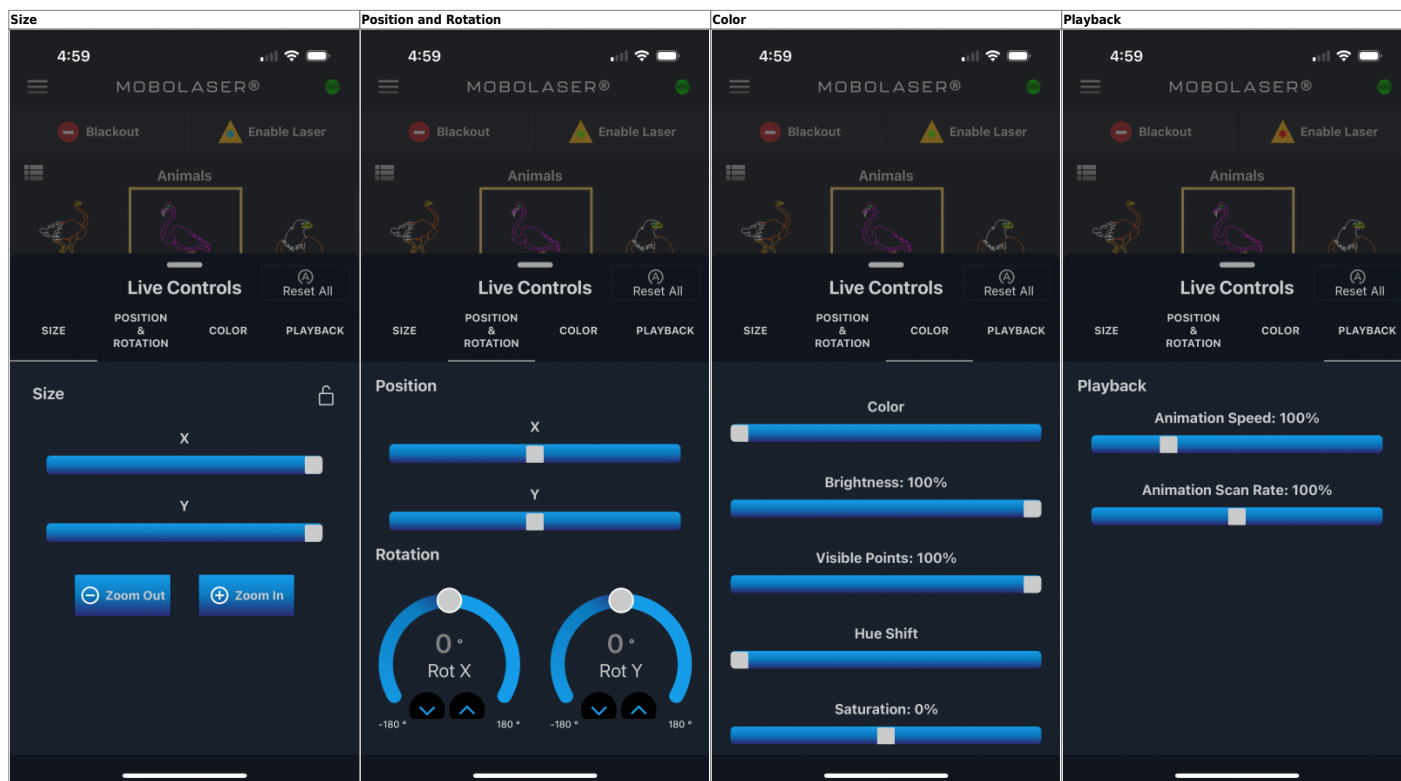 Size
4:59
MOBOLASER®
Blackout
Enable Laser
Animals
Live Controls
Reset All
SIZE
POSITION
&
ROTATION
COLOR
PLAYBACK
Size
X
Y
Zoom Out
Zoom In
Position and Rotation
4:59
MOBOLASER®
Blackout
Enable Laser
Animals
Live Controls
Reset All
SIZE
POSITION
&
ROTATION
COLOR
PLAYBACK
Position
X
Y
Rotation
0 °
Rot X
-180 °
180 °
0 °
Rot Y
-180 °
180 °
Color
4:59
MOBOLASER®
Blackout
Enable Laser
Animals
Live Controls
Reset All
SIZE
POSITION
&
ROTATION
COLOR
PLAYBACK
Color
Brightness: 100%
Visible Points: 100%
Hue Shift
Saturation: 0%
Playback
4:59
MOBOLASER®
Blackout
Enable Laser
Animals
Live Controls
Reset All
SIZE
POSITION
&
ROTATION
COLOR
PLAYBACK
Playback
Animation Speed: 100%
Animation Scan Rate: 100%